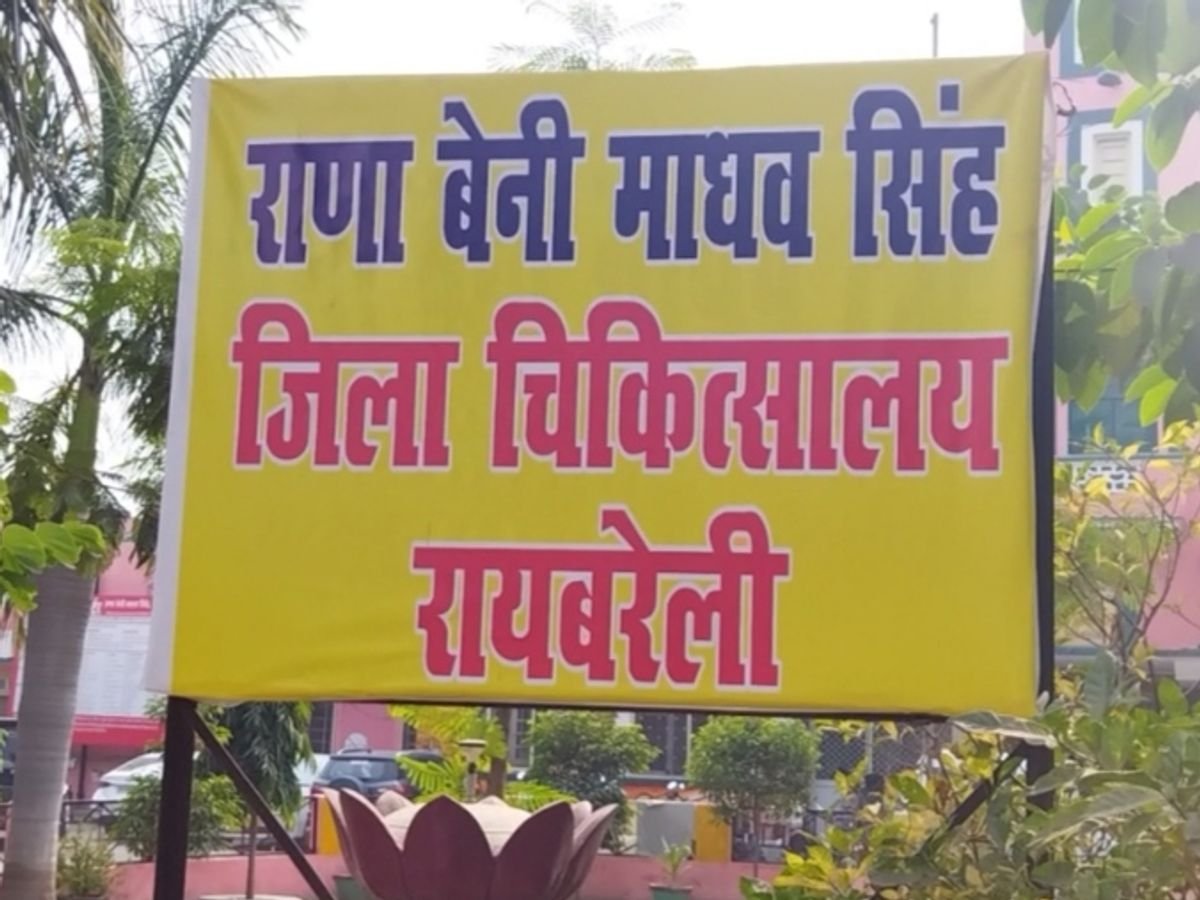 राणा बेनी माधव सिंह
जिला चिकित्सालय
रायबरेली